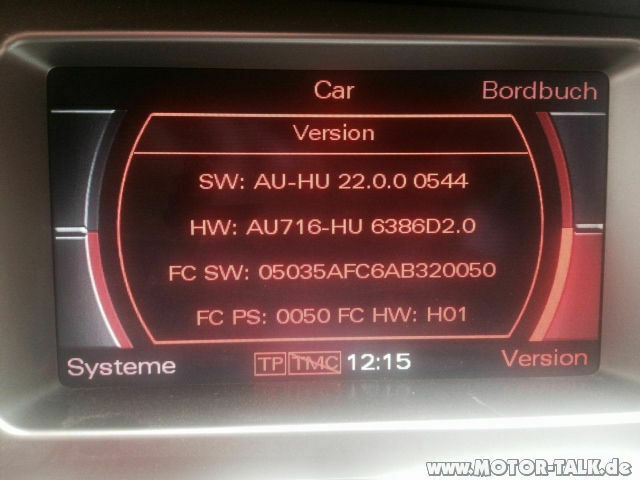 Car Bordbuch
Version
SW: AU-HU 22.0.0 0544
HW: AU716-HU 6386D2.0
FC SW: 05035AFC6AB320050
FC PS: 0050 FC HW: H01
Systeme TP TMC 12:15 Version
www.MOTOR-TALK.de